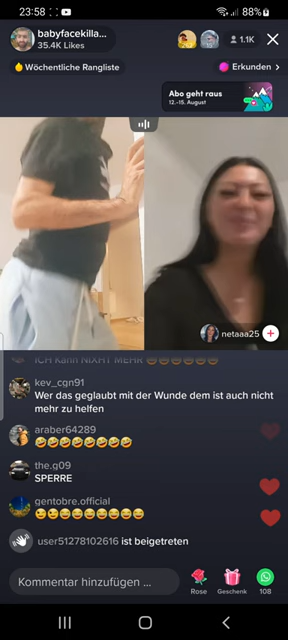 23:58
88%
babyfacekilla...
35.4K Likes
1.1K
Wöchentliche Rangliste
Erkunden >
Abo geht raus
12.-15. August
netaaa25
ICH KANN NIXHT MEHR 😄😄😄😄😄😄
kev_cgn91
Wer das geglaubt mit der Wunde dem ist auch nicht
mehr zu helfen
araber64289
🤣🤣🤣🤣🤣🤣🤣🤣
the.g09
SPERRE
gentobre.official
😂😂😂😂😂😂😂😂😂
user51278102616 ist beigetreten
Kommentar hinzufügen ...
Rose
Geschenk
108